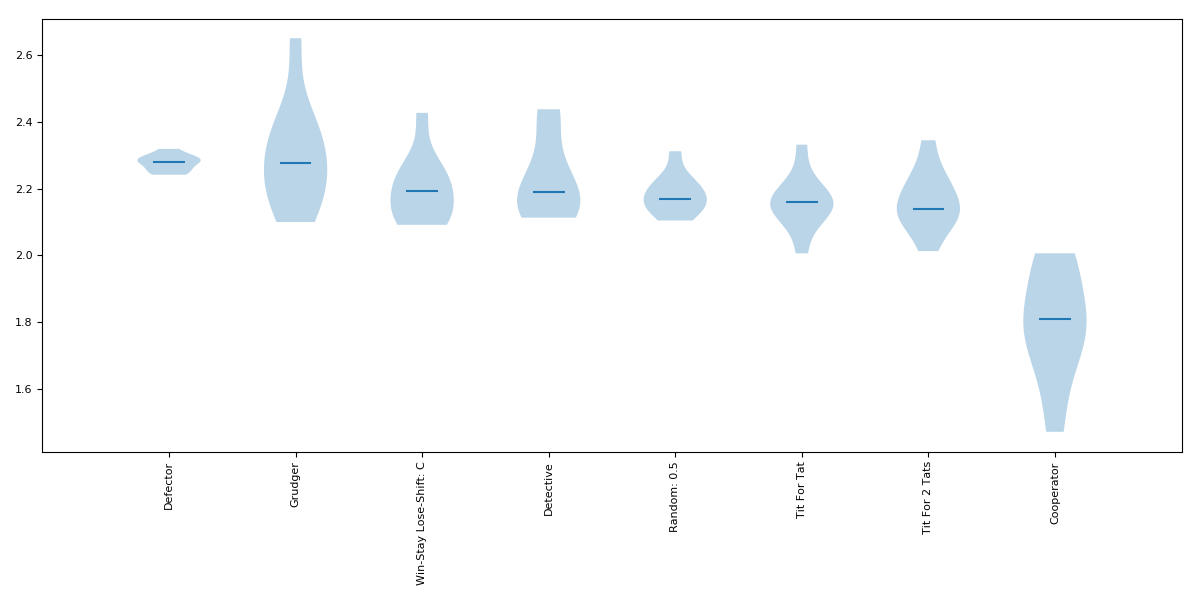 2.6
2.4
2.2
2.0
1.8
1.6
Defector
Grudger
Win-Stay Lose-Shift: C
Detective
Random: 0.5
Tit For Tat
Tit For 2 Tats
Cooperator